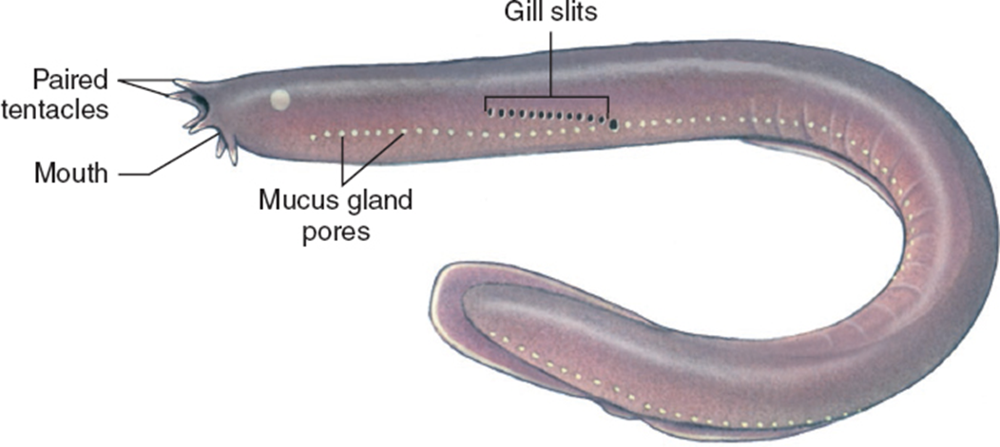 Gill slits
Paired
tentacles
Mouth
Mucus gland
pores